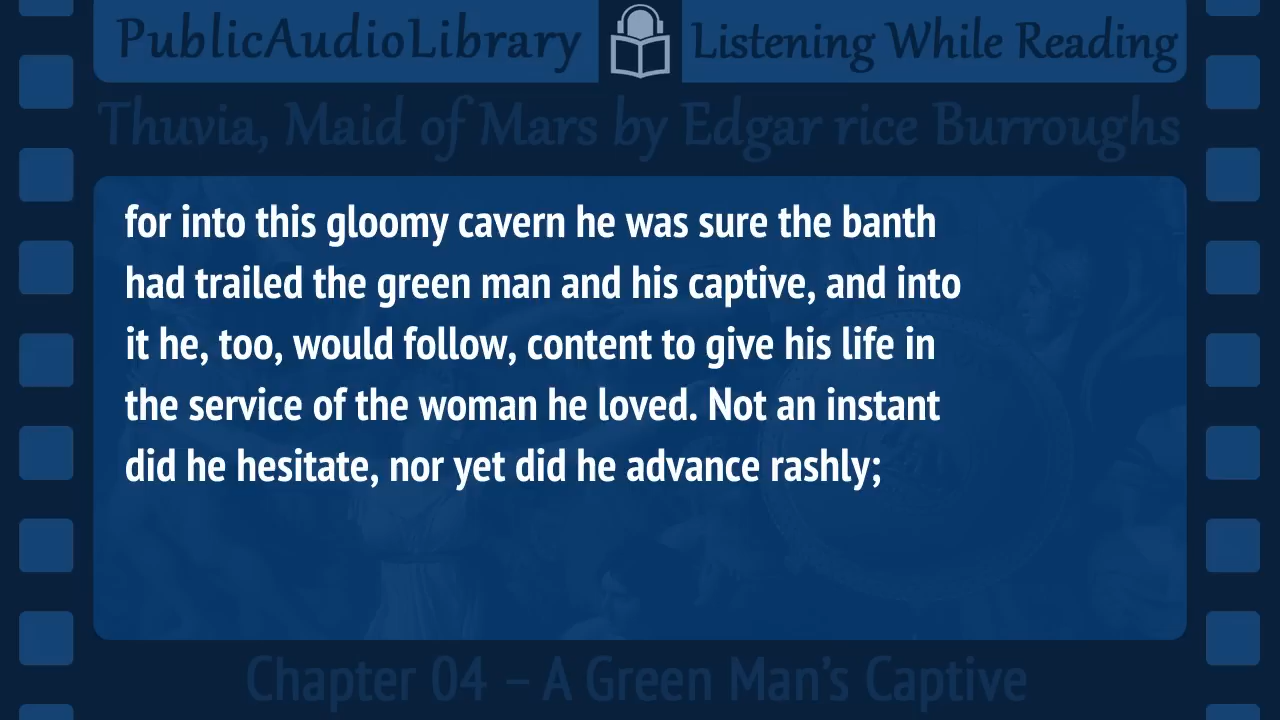 PublicAudioLibrary Listening While Reading
Thuvia, Maid of Mars by Edgar rice Burroughs
for into this gloomy cavern he was sure the banth
had trailed the green man and his captive, and into
it he, too, would follow, content to give his life in
the service of the woman he loved. Not an instant
did he hesitate, nor yet did he advance rashly;
Chapter 04 – A Green Man's Captive